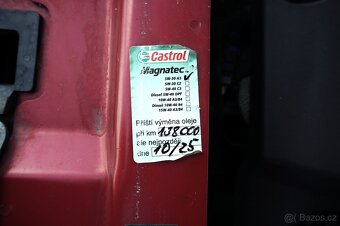 Castrol
Magnatec
5W-30 A5
5W-30 C2
5W-40 C3
Diesel 5W-40 DPF
10W-40 A3/B4
Diesel 10W-40 B4
15W-40 A3/B4
Příští výměna oleje
při km 158000
ale nejpozději
dne 10/25
Bazoš.cz